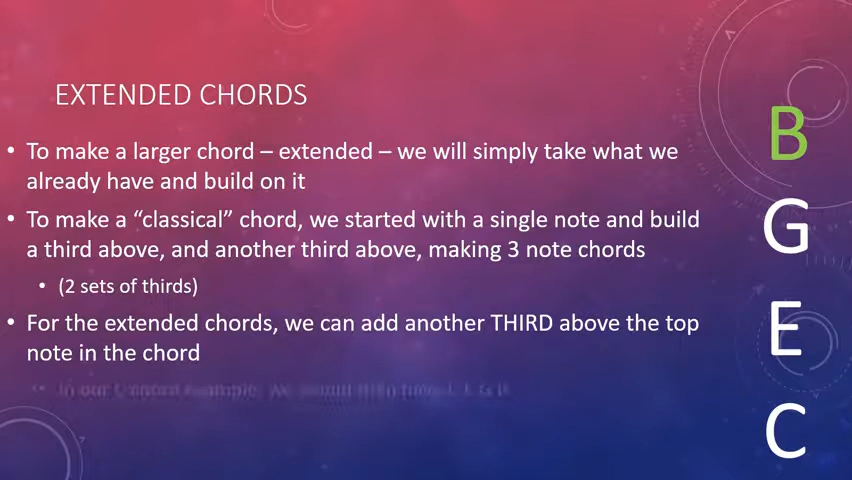 EXTENDED CHORDS
• To make a larger chord – extended – we will simply take what we
already have and build on it
• To make a “classical” chord, we started with a single note and build
a third above, and another third above, making 3 note chords
• (2 sets of thirds)
• For the extended chords, we can add another THIRD above the top
note in the chord
B
G
E
C